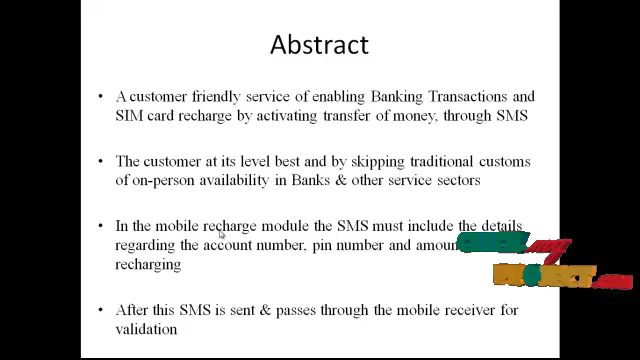 Abstract
• A customer friendly service of enabling Banking Transactions and
SIM card recharge by activating transfer of money, through SMS
• The customer at its level best and by skipping traditional customs
of on-person availability in Banks & other service sectors
• In the mobile recharge module the SMS must include the details
regarding the account number, pin number and
recharging
• After this SMS is sent & passes through the mobile receiver for
validation